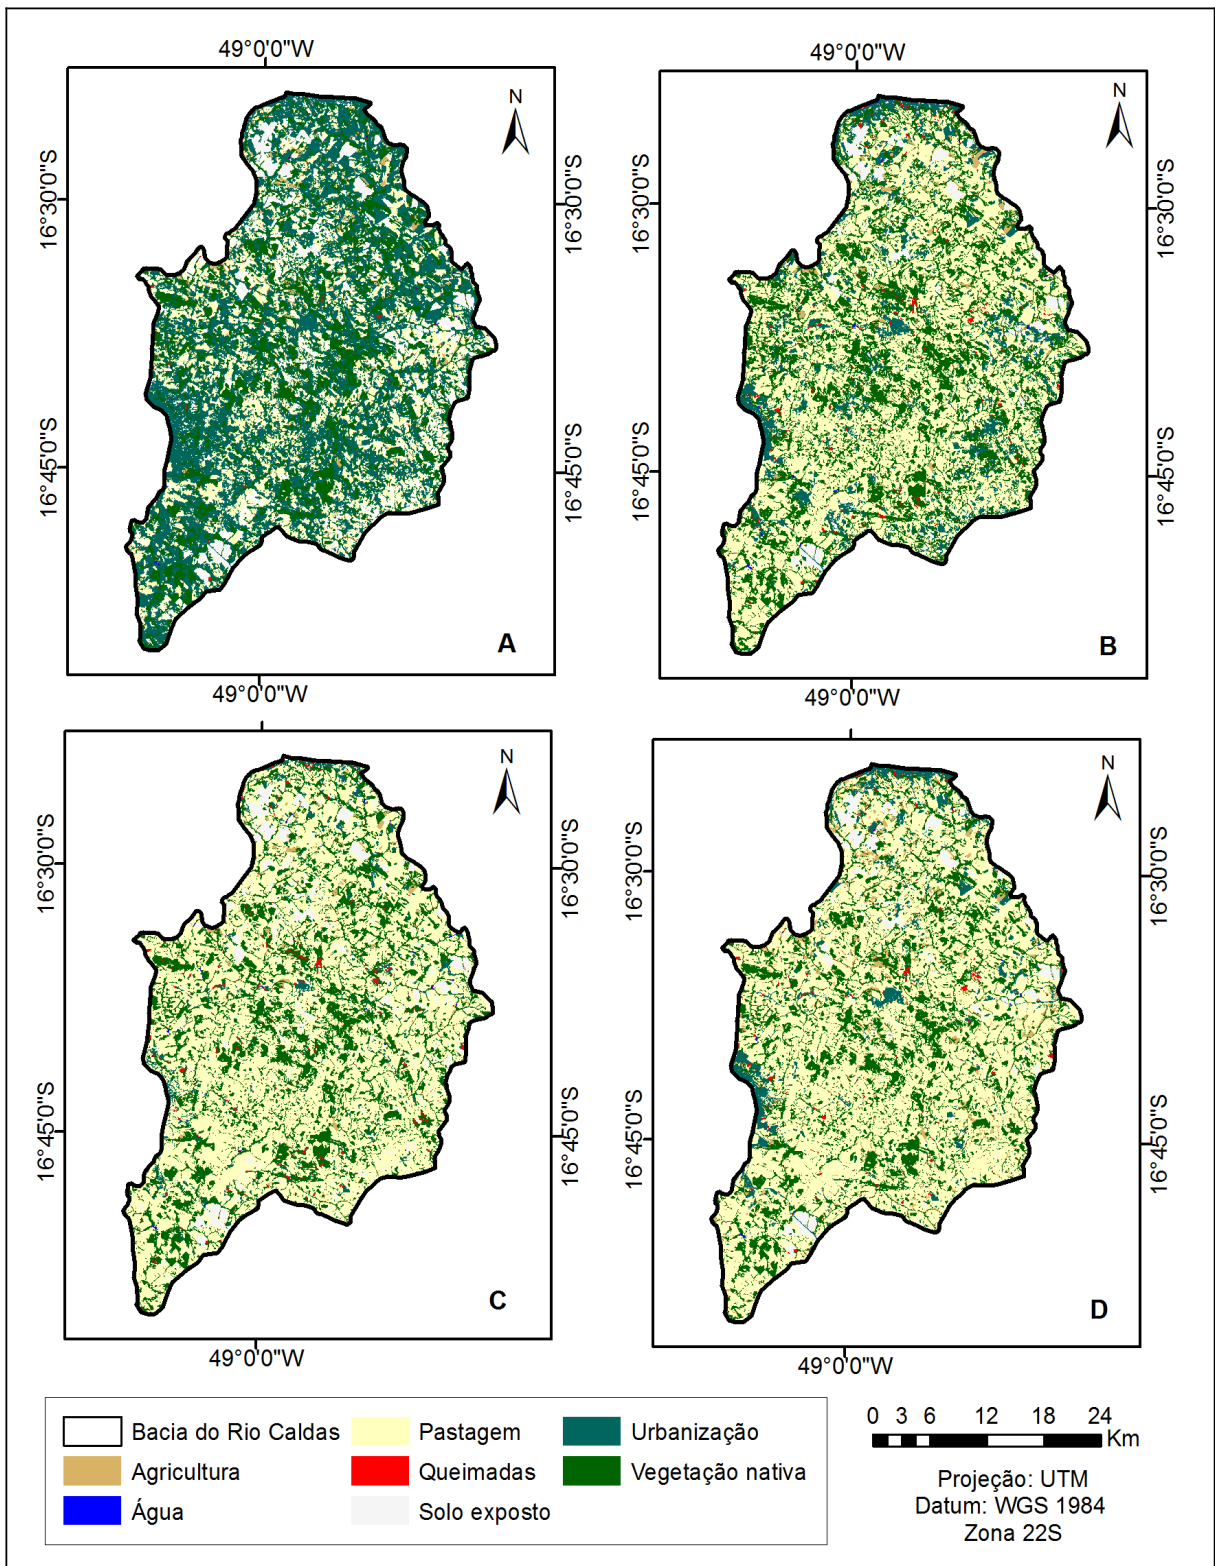 49°0'0"W
49°0'0"W
N
N
16°30'0"S
16°30'0"S
16°30'0"S
16°30'0"S
16°45'0"S
16°45'0"S
16°45'0"S
16°45'0"S
A
B
49°0'0"W
49°0'0"W
N
N
16°30'0"S
16°30'0"S
16°30'0"S
16°30'0"S
16°45'0"S
16°45'0"S
16°45'0"S
16°45'0"S
C
D
49°0'0"W
49°0'0"W
Bacia do Rio Caldas
Pastagem
Urbanização
Agricultura
Queimadas
Vegetação nativa
Água
Solo exposto
0 3 6 12 18 24
Km
Projeção: UTM
Datum: WGS 1984
Zona 22S